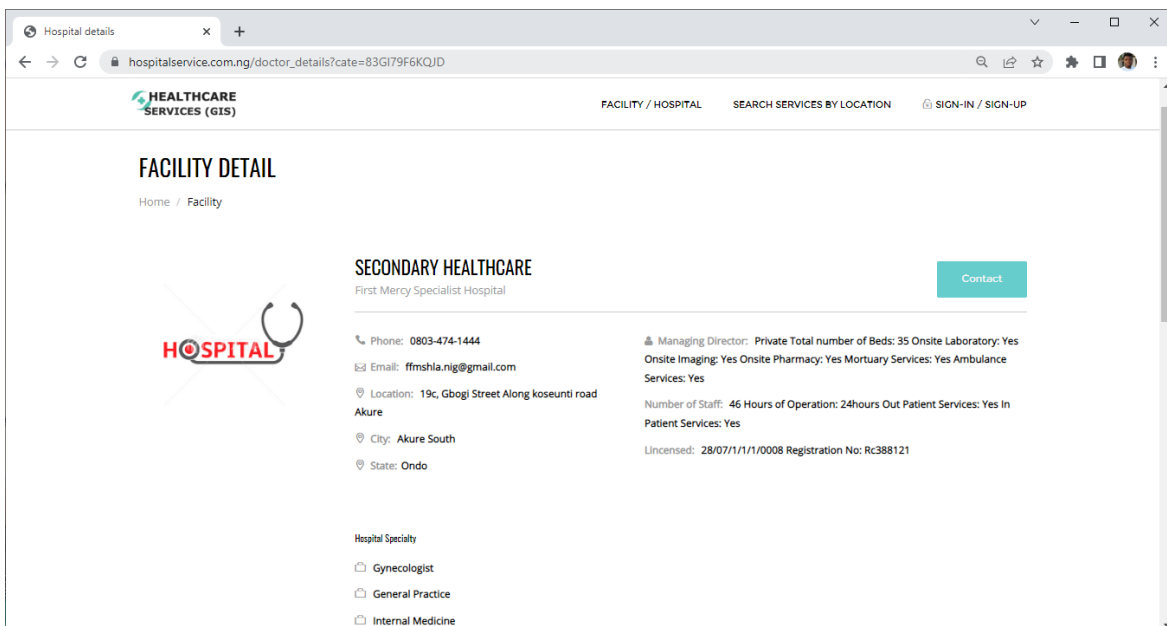 Hospital details
hospitalservice.com.ng/doctor_details?cate=83GI79F6KQJD
HEALTHCARE
SERVICES (GIS)
FACILITY / HOSPITAL
SEARCH SERVICES BY LOCATION
SIGN-IN / SIGN-UP
FACILITY DETAIL
Home / Facility
HOSPITAL
SECONDARY HEALTHCARE
First Mercy Specialist Hospital
Contact
Phone: 0803-474-1444
Email: ffmshla.nig@gmail.com
Location: 19c, Gbogi Street Along koseunti road
Akure
City: Akure South
State: Ondo
Managing Director: Private Total number of Beds: 35 Onsite Laboratory: Yes
Onsite Imaging: Yes Onsite Pharmacy: Yes Mortuary Services: Yes Ambulance
Services: Yes
Number of Staff: 46 Hours of Operation: 24hours Out Patient Services: Yes In
Patient Services: Yes
Lincensed: 28/07/1/1/1/0008 Registration No: Rc388121
Hospital Specialty
Gynecologist
General Practice
Internal Medicine